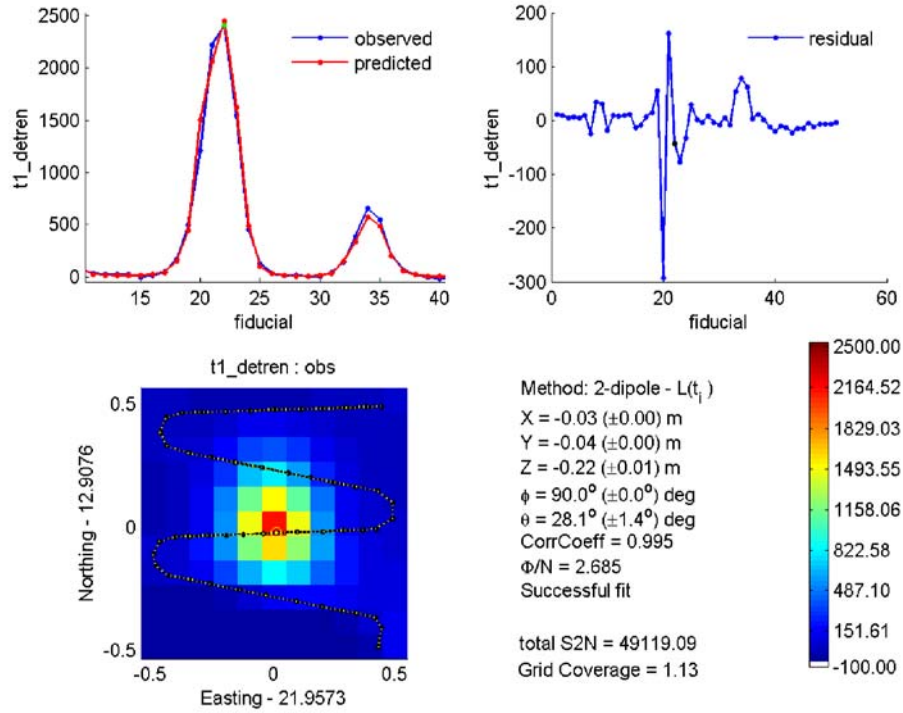 2500
2000
1500
1000
500
0
t1_detren
observed
predicted
15 20 25 30 35 40
fiducial
200
100
0
-100
-200
-300
t1_detren
residual
0 20 40 60
fiducial
t1_detren : obs
0.5
0
-0.5
Northing - 12.9076
-0.5 0 0.5
Easting - 21.9573
Method: 2-dipole - L(t_i)
X = -0.03 (±0.00) m
Y = -0.04 (±0.00) m
Z = -0.22 (±0.01) m
ϕ = 90.0° (±0.0°) deg
θ = 28.1° (±1.4°) deg
CorrCoeff = 0.995
Φ/N = 2.685
Successful fit
total S2N = 49119.09
Grid Coverage = 1.13
2500.00
2164.52
1829.03
1493.55
1158.06
822.58
487.10
151.61
-100.00